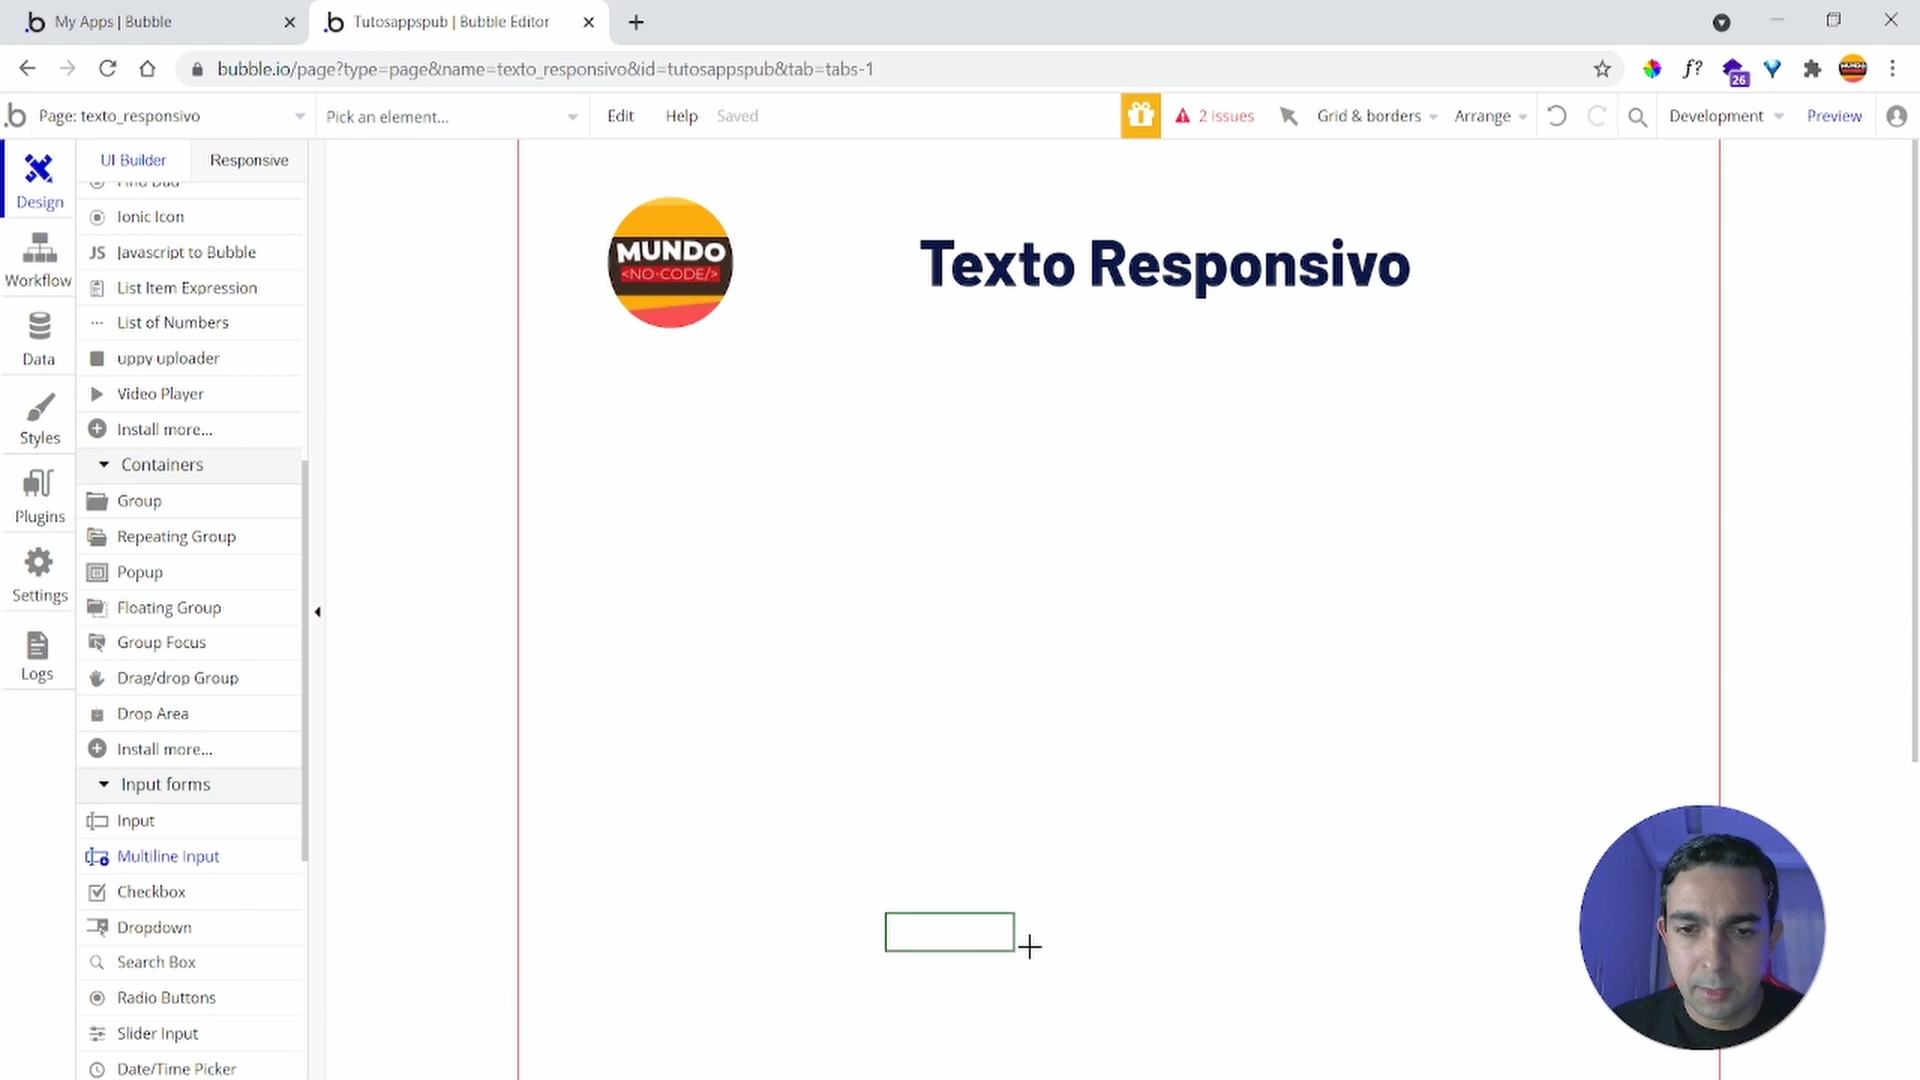 My Apps | Bubble
Tutosappspub | Bubble Editor
bubble.io/page?type=page&name=texto_responsivo&id=tutosappspub&tab=tabs-1
f?
26
Page: texto_responsivo
Pick an element...
Edit
Help
Saved
2 issues
Grid & borders
Arrange
Development
Preview
UI Builder
Responsive
Design
Workflow
Data
Styles
Plugins
Settings
Logs
Ionic Icon
JS Javascript to Bubble
List Item Expression
List of Numbers
uppy uploader
Video Player
Install more...
Containers
Group
Repeating Group
Popup
Floating Group
Group Focus
Drag/drop Group
Drop Area
Install more...
Input forms
Input
Multiline Input
Checkbox
Dropdown
Search Box
Radio Buttons
Slider Input
Date/Time Picker
MUNDO
<NO-CODE/>
Texto Responsivo